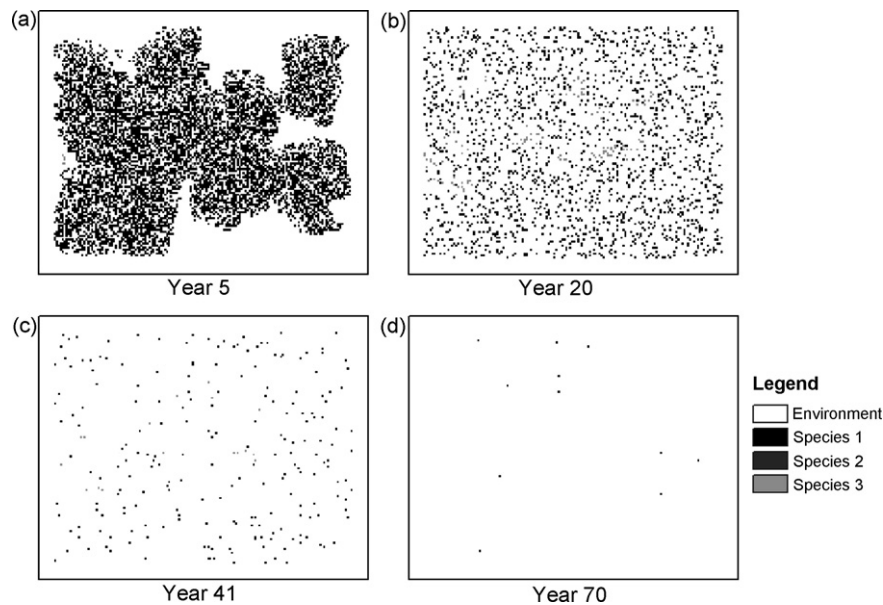 (a)
Year 5
(b)
Year 20
(c)
Year 41
(d)
Year 70
Legend
Environment
Species 1
Species 2
Species 3